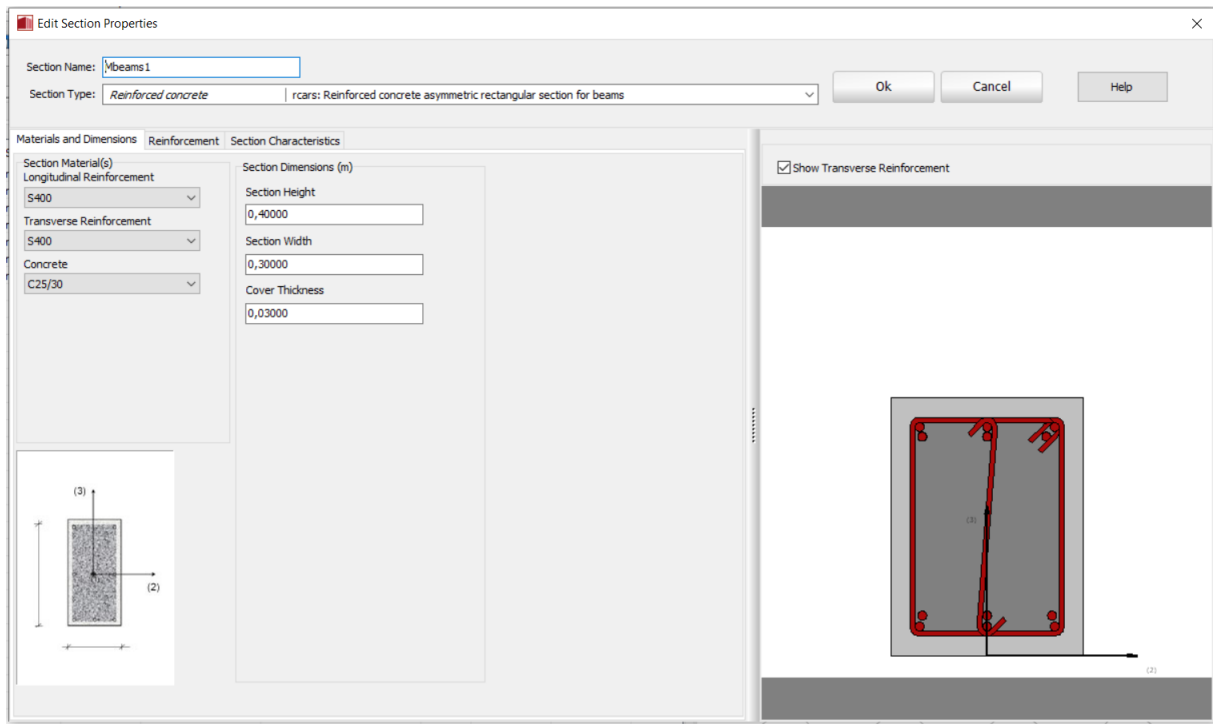 Edit Section Properties
Section Name: Mbeams1
Section Type: Reinforced concrete rcars: Reinforced concrete asymmetric rectangular section for beams
Ok Cancel Help
Materials and Dimensions Reinforcement Section Characteristics
Section Material(s)
Longitudinal Reinforcement
S400
Transverse Reinforcement
S400
Concrete
C25/30
Section Dimensions (m)
Section Height
0,40000
Section Width
0,30000
Cover Thickness
0,03000
Show Transverse Reinforcement
(3)
(2)
(3)
(2)